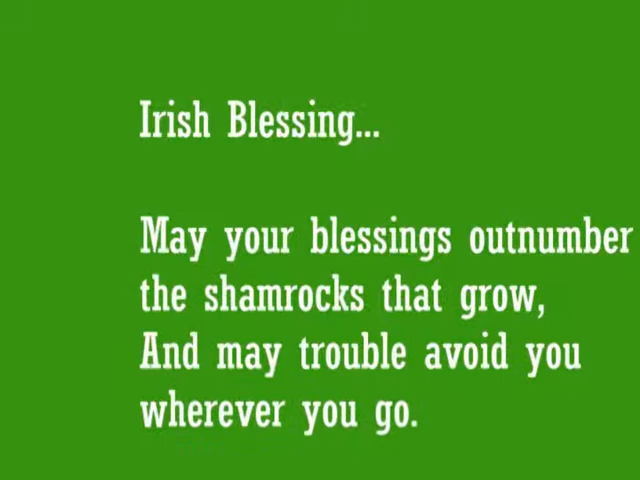 Irish Blessing...
May your blessings outnumber
the shamrocks that grow,
And may trouble avoid you
wherever you go.